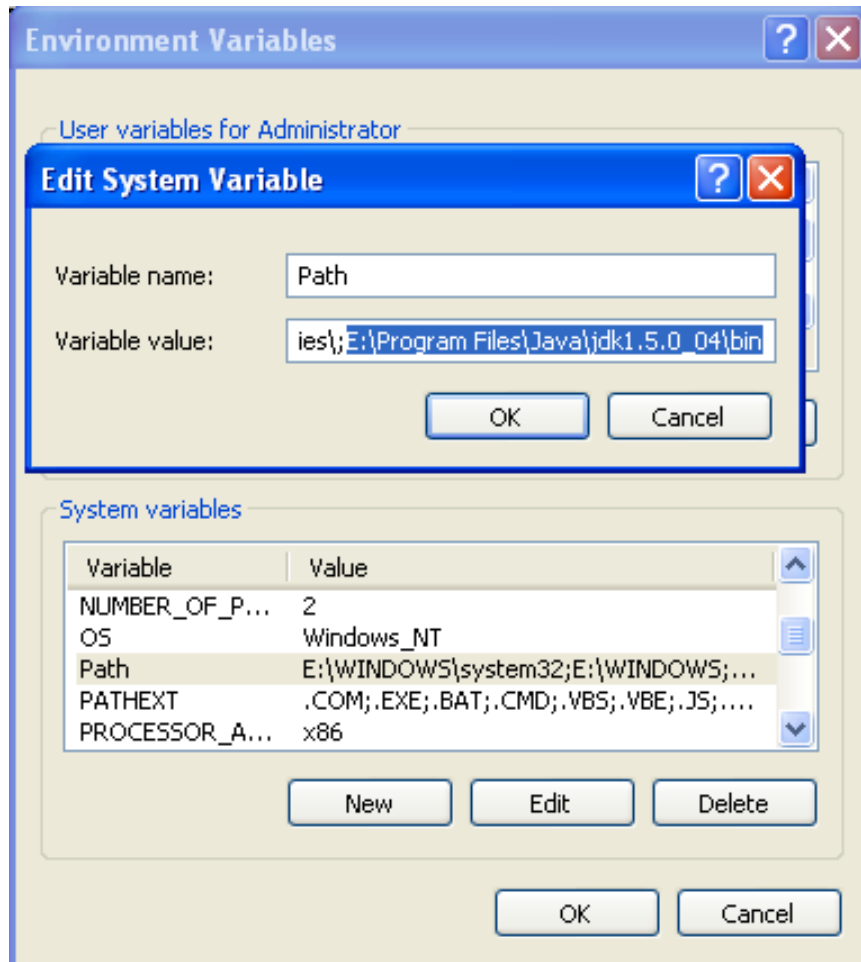 Environment Variables
User variables for Administrator
Edit System Variable
Variable name: Path
Variable value: ies\;E:\Program Files\Java\jdk1.5.0_04\bin
OK Cancel
System variables
Variable Value
NUMBER_OF_P... 2
OS Windows_NT
Path E:\WINDOWS\system32;E:\WINDOWS;...
PATHEXT .COM;.EXE;.BAT;.CMD;.VBS;.VBE;.JS;....
PROCESSOR_A... x86
New Edit Delete
OK Cancel